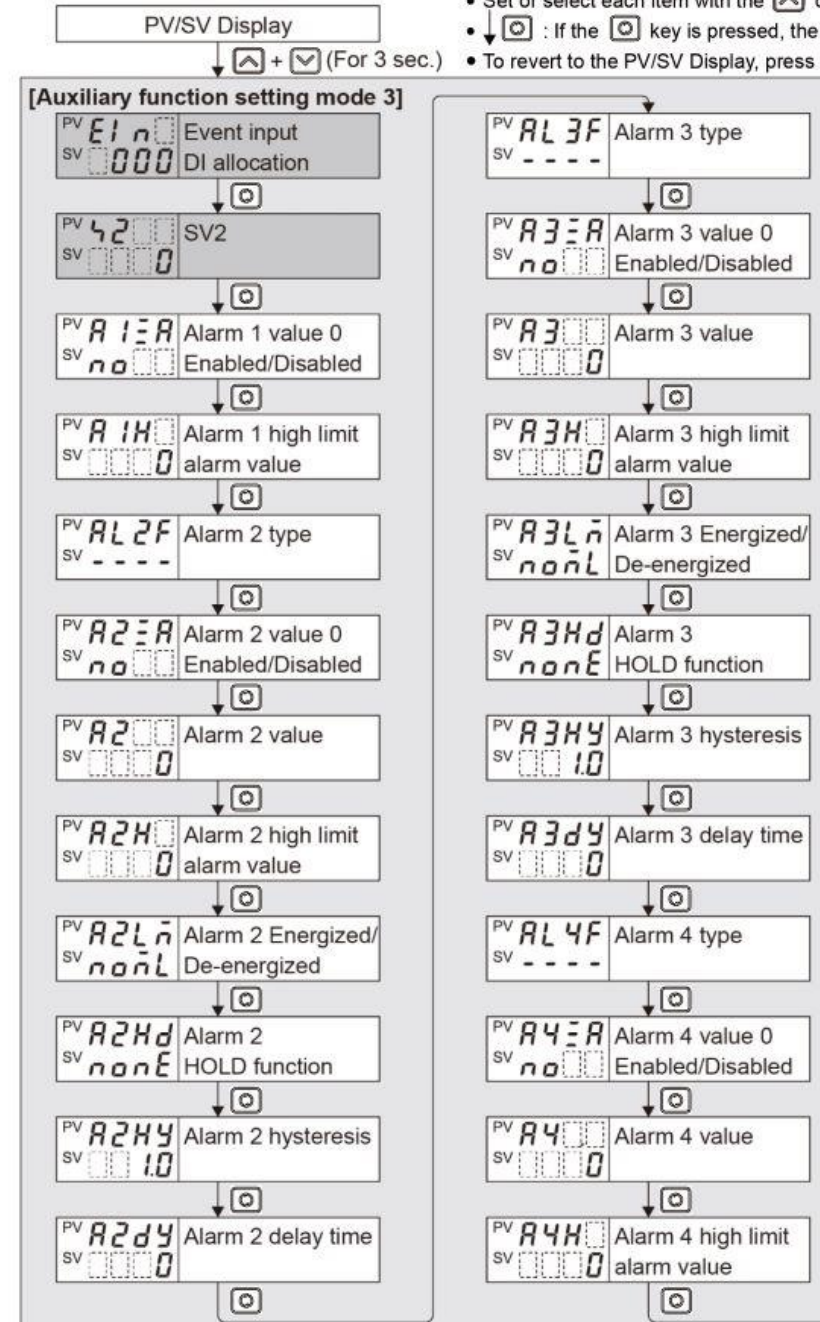 • Set or select each item with the
PV/SV Display
• : If the key is pressed, the
+ (For 3 sec.)
• To revert to the PV/SV Display, press
[Auxiliary function setting mode 3]
PV EIn Event input
SV 000 DI allocation
PV S2 SV2
SV 0
PV A1 A Alarm 1 value 0
SV no Enabled/Disabled
PV A1H Alarm 1 high limit
SV 0 alarm value
PV AL2F Alarm 2 type
SV ----
PV A2 A Alarm 2 value 0
SV no Enabled/Disabled
PV A2 Alarm 2 value
SV 0
PV A2H Alarm 2 high limit
SV 0 alarm value
PV A2LM Alarm 2 Energized/
SV noML De-energized
PV A2Hd Alarm 2
SV nonE HOLD function
PV A2HY Alarm 2 hysteresis
SV 1.0
PV A2dY Alarm 2 delay time
SV 0
PV AL3F Alarm 3 type
SV ----
PV A3 A Alarm 3 value 0
SV no Enabled/Disabled
PV A3 Alarm 3 value
SV 0
PV A3H Alarm 3 high limit
SV 0 alarm value
PV A3LM Alarm 3 Energized/
SV noML De-energized
PV A3Hd Alarm 3
SV nonE HOLD function
PV A3HY Alarm 3 hysteresis
SV 1.0
PV A3dY Alarm 3 delay time
SV 0
PV AL4F Alarm 4 type
SV ----
PV A4 A Alarm 4 value 0
SV no Enabled/Disabled
PV A4 Alarm 4 value
SV 0
PV A4H Alarm 4 high limit
SV 0 alarm value